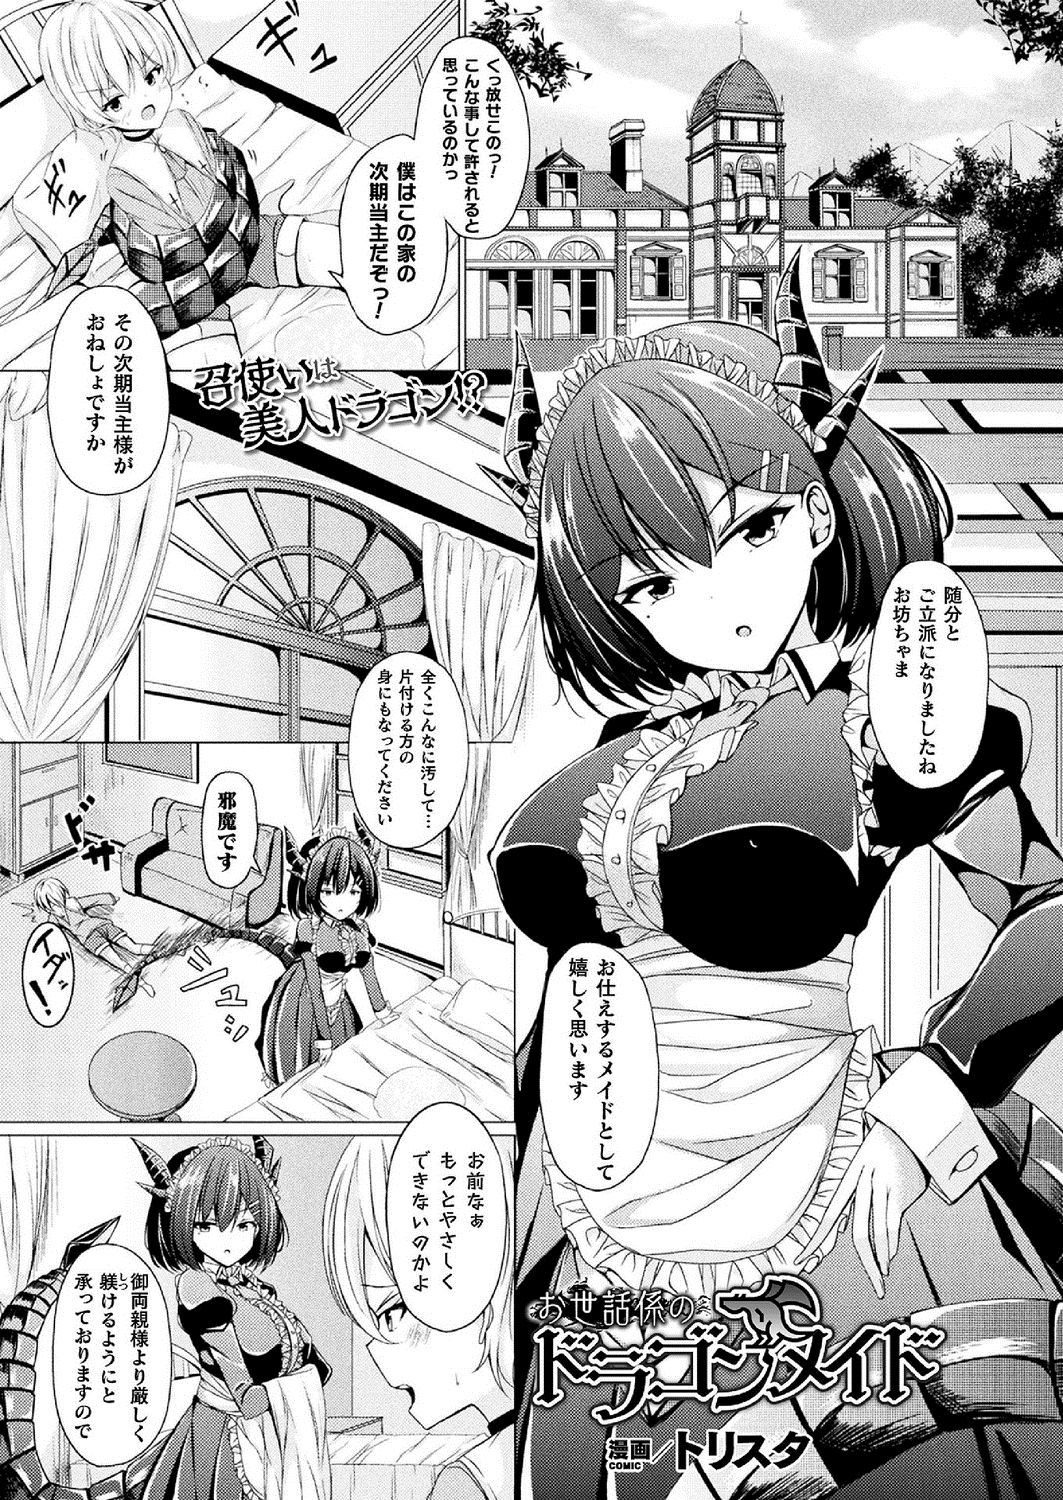 くっ放せこのっ！
こんな事して許されると
思っているのかっ
僕はこの家の
次期当主だぞっ！
ギュ
ギュ
その次期当主様が
おねしょですか
召使いは
美人ドラゴン!?
随分と
ご立派になりましたね
お坊ちゃま
お仕えするメイドとして
嬉しく思います
全くこんなに汚して…
片付ける方の
身にもなってください
邪魔です
ドサ
イダッ！
ギュッ
お前なぁ
もっとやさしく
できないのかよ
御両親様より厳しく
躾けるようにと
しつ
承っておりますので
お世話係の
ドラゴンメイド
漫画／トリスタ
COMIC